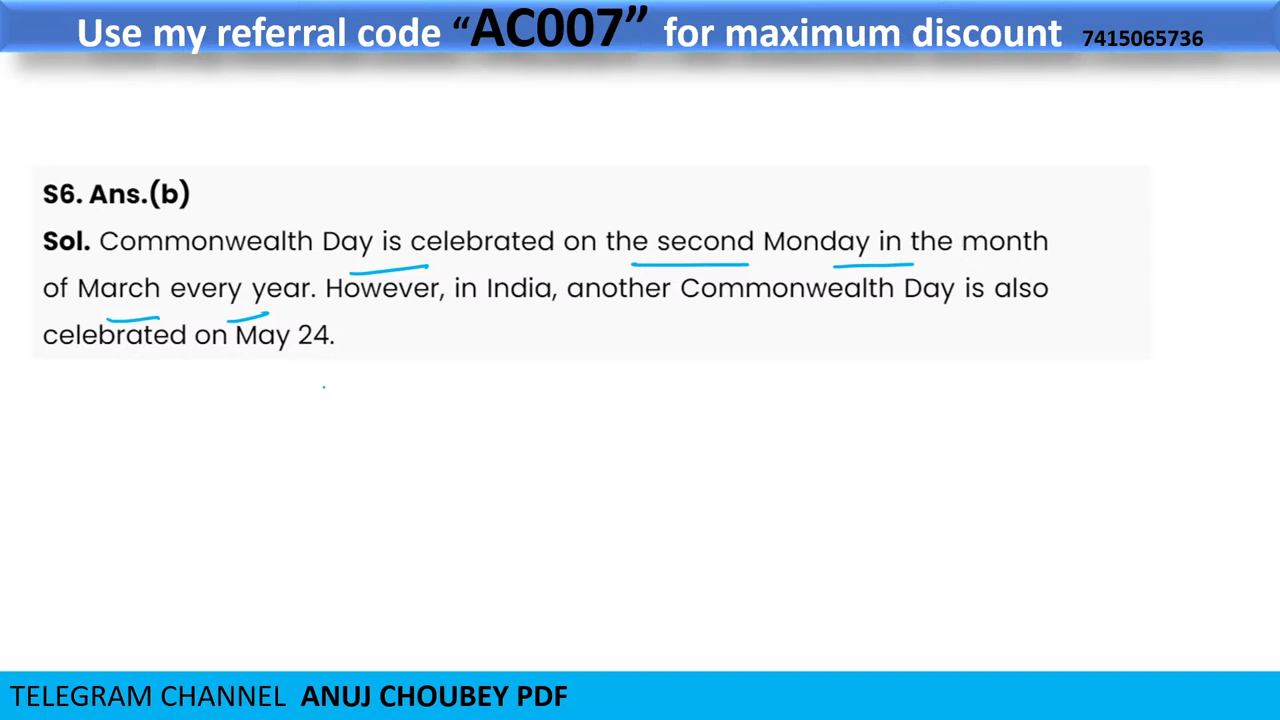 Use my referral code “AC007” for maximum discount 7415065736
S6. Ans.(b)
Sol. Commonwealth Day is celebrated on the second Monday in the month
of March every year. However, in India, another Commonwealth Day is also
celebrated on May 24.
TELEGRAM CHANNEL ANUJ CHOUBEY PDF